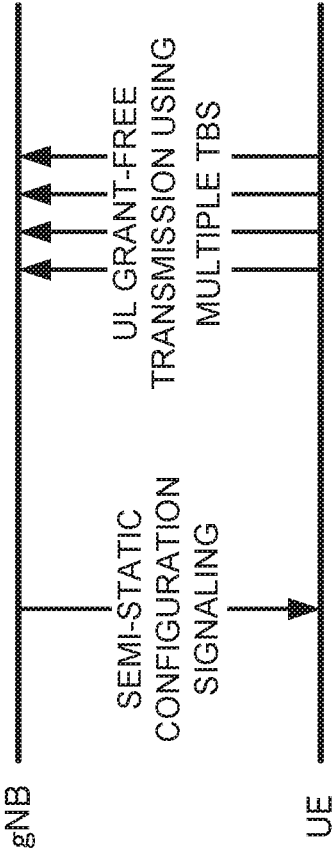 gNB
SEMI-STATIC
CONFIGURATION
SIGNALING
UL GRANT-FREE
TRANSMISSION USING
MULTIPLE TBS
UE